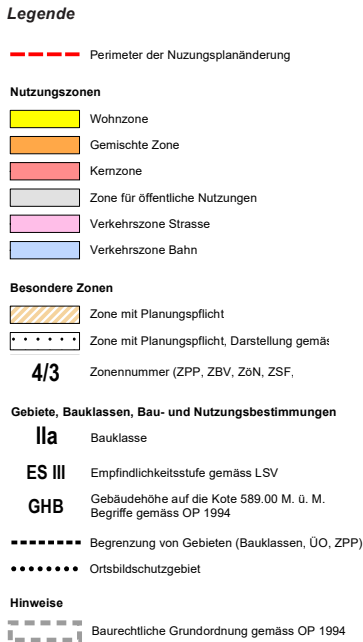 Legende
Perimeter der Nuzungsplanänderung
Nutzungszonen
Wohnzone
Gemischte Zone
Kernzone
Zone für öffentliche Nutzungen
Verkehrszone Strasse
Verkehrszone Bahn
Besondere Zonen
Zone mit Planungspflicht
Zone mit Planungspflicht, Darstellung gemäs
4/3 Zonennummer (ZPP, ZBV, ZöN, ZSF,
Gebiete, Bauklassen, Bau- und Nutzungsbestimmungen
IIa Bauklasse
ES III Empfindlichkeitsstufe gemäss LSV
GHB Gebäudehöhe auf die Kote 589.00 M. ü. M.
Begriffe gemäss OP 1994
Begrenzung von Gebieten (Bauklassen, ÜO, ZPP)
Ortsbildschutzgebiet
Hinweise
Baurechtliche Grundordnung gemäss OP 1994